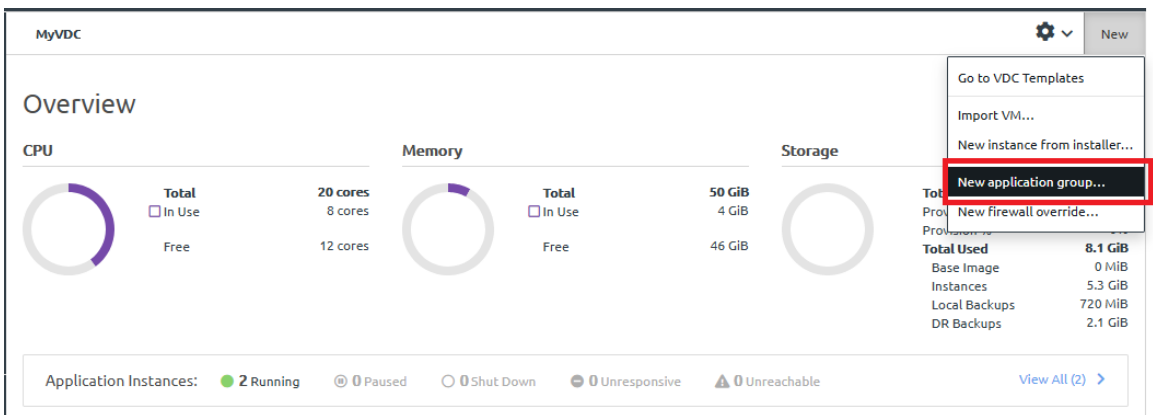 MyVDC
New
Go to VDC Templates
Import VM...
New instance from installer...
New application group...
New firewall override...
Overview
CPU
Total 20 cores
In Use 8 cores
Free 12 cores
Memory
Total 50 GiB
In Use 4 GiB
Free 46 GiB
Storage
Total Used 8.1 GiB
Base Image 0 MiB
Instances 5.3 GiB
Local Backups 720 MiB
DR Backups 2.1 GiB
Application Instances: 2 Running 0 Paused 0 Shut Down 0 Unresponsive 0 Unreachable View All (2)